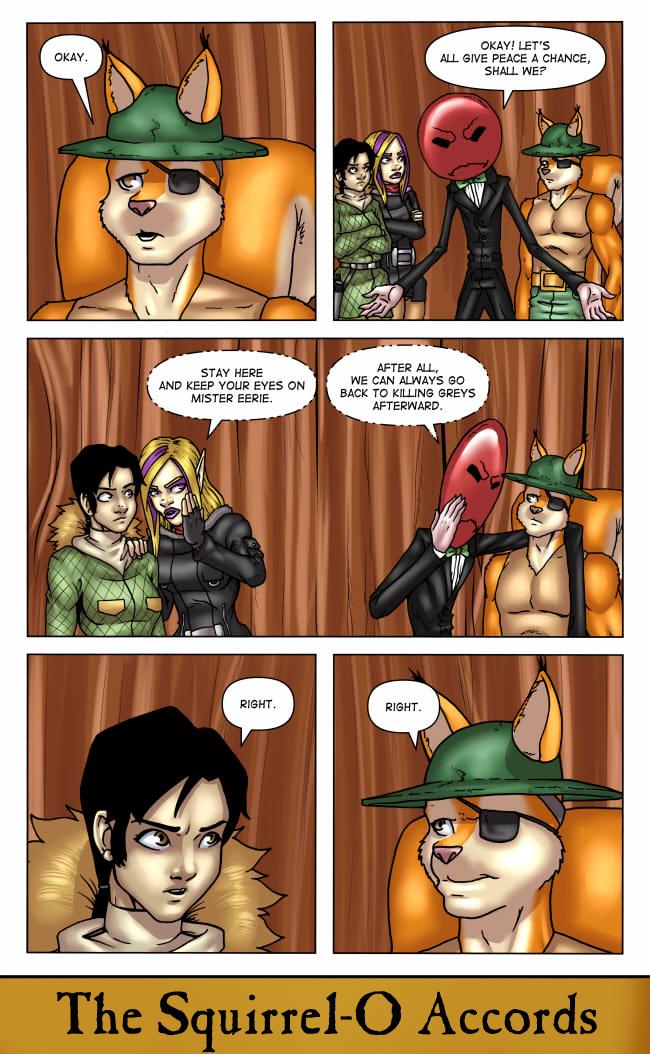 OKAY.
OKAY! LET'S
ALL GIVE PEACE A CHANCE,
SHALL WE?
STAY HERE
AND KEEP YOUR EYES ON
MISTER EERIE.
AFTER ALL,
WE CAN ALWAYS GO
BACK TO KILLING GREYS
AFTERWARD.
RIGHT.
RIGHT.
The Squirrel-O Accords